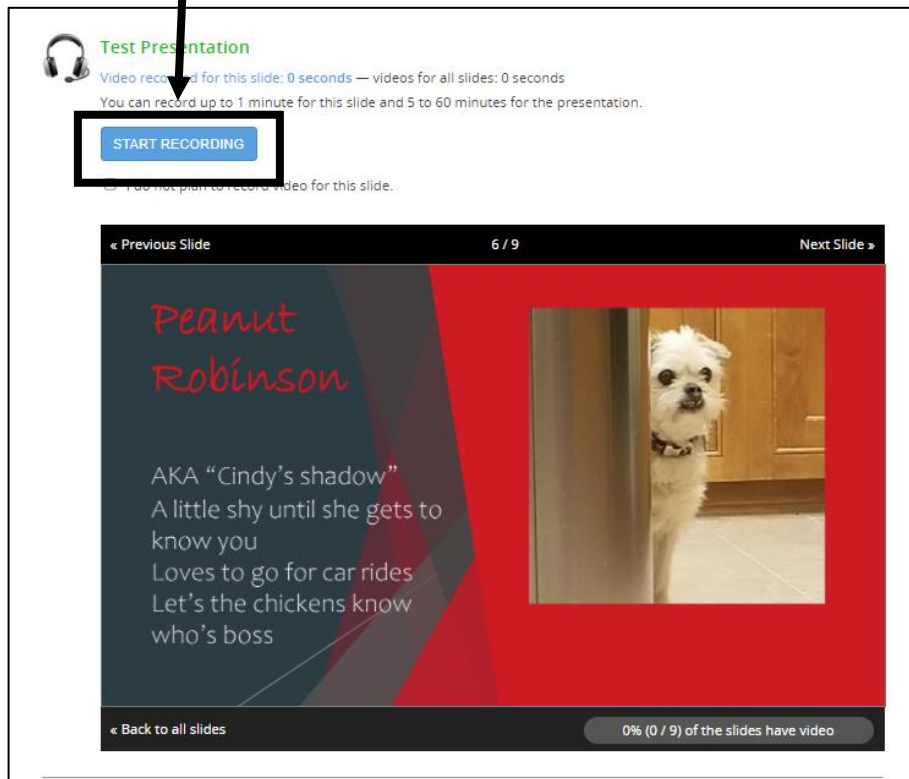 Test Presentation
Video recorded for this slide: 0 seconds — videos for all slides: 0 seconds
You can record up to 1 minute for this slide and 5 to 60 minutes for the presentation.
START RECORDING
I do not plan to record video for this slide.
« Previous Slide 6 / 9 Next Slide »
Peanut
Robinson
AKA “Cindy’s shadow”
A little shy until she gets to
know you
Loves to go for car rides
Let’s the chickens know
who’s boss
« Back to all slides 0% (0 / 9) of the slides have video